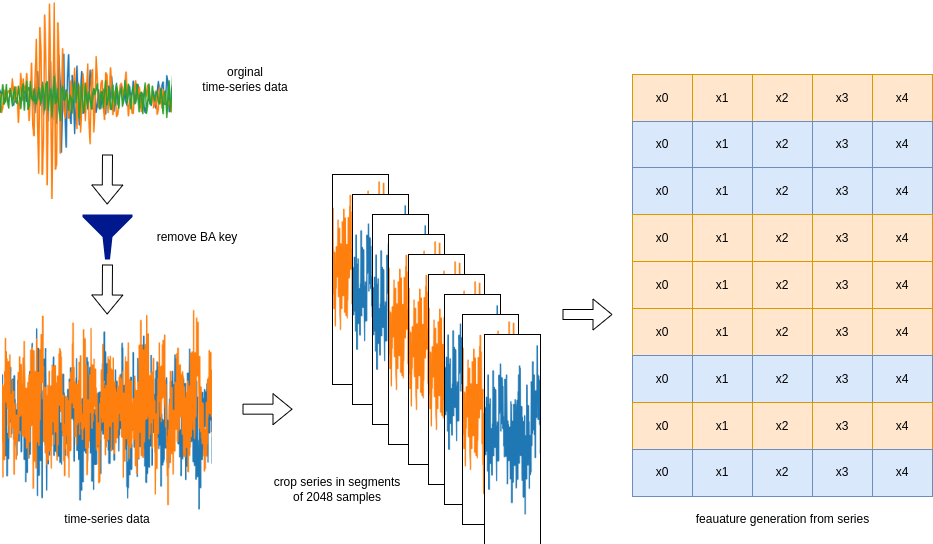 orginal
time-series data
remove BA key
time-series data
crop series in segments
of 2048 samples
x0 x1 x2 x3 x4
x0 x1 x2 x3 x4
x0 x1 x2 x3 x4
x0 x1 x2 x3 x4
x0 x1 x2 x3 x4
x0 x1 x2 x3 x4
x0 x1 x2 x3 x4
x0 x1 x2 x3 x4
x0 x1 x2 x3 x4
feauature generation from series